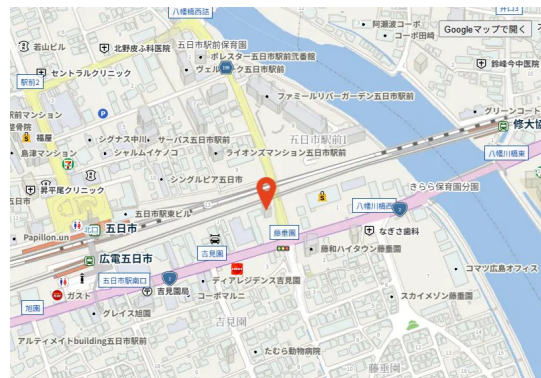 八幡橋西詰
井口3
Googleマップで開く
阿瀬波コーポ
コーポ田崎
若山ビル
北野皮ふ科医院
五日市駅前保育園
ポレスター五日市駅前弐番館
ヴェル
ク五日市駅前
セントラルクリニック
鈴峰今中医院
駅前2
ファミールリバーガーデン五日市駅前
駅前マンション
整骨院
福屋
グリーンコート
修大協
シグナス中川
サーパス五日市駅前
五日市駅前1
島津マンション
シャルムイケノコ
ライオンズマンション五日市駅前
八幡川橋東
昇平尾クリニック
シングルビア五日市
きらら保育園分園
五日市
五日市駅東ビル
八幡川橋西
Papillon.un
北口
五日市
藤垂園
なぎさ歯科
吉見園
藤和ハイタウン藤垂園
広電五日市
五日市駅南口
ディアレジデンス吉見園
コマツ広島オフィス
ガスト
吉見園局
コーポマルニ
スカイメゾン藤垂園
旭園
グレイス旭園
吉見園
アルティメイトbuilding五日市駅前
たむら動物病院
藤垂園